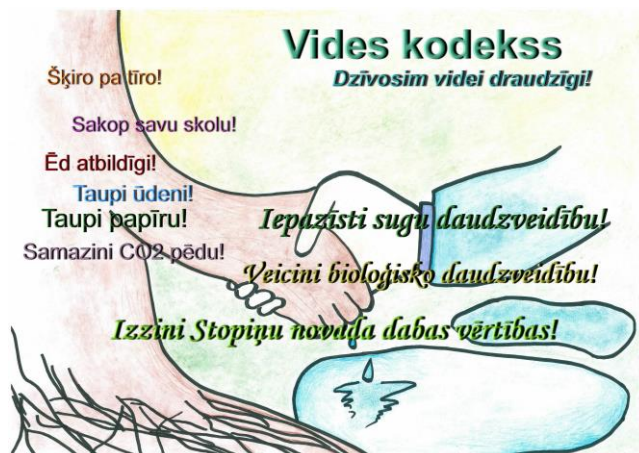 Vides kodekss
Dzīvosim videi draudzīgi!
Šķiro pa tīro!
Sakop savu skolu!
Ēd atbildīgi!
Taupi ūdeni!
Taupi papīru!
Samazini CO2 pēdu!
Iepazīsti sugu daudzveidību!
Veicini bioloģisko daudzveidību!
Izzini Stopiņu novada dabas vērtības!